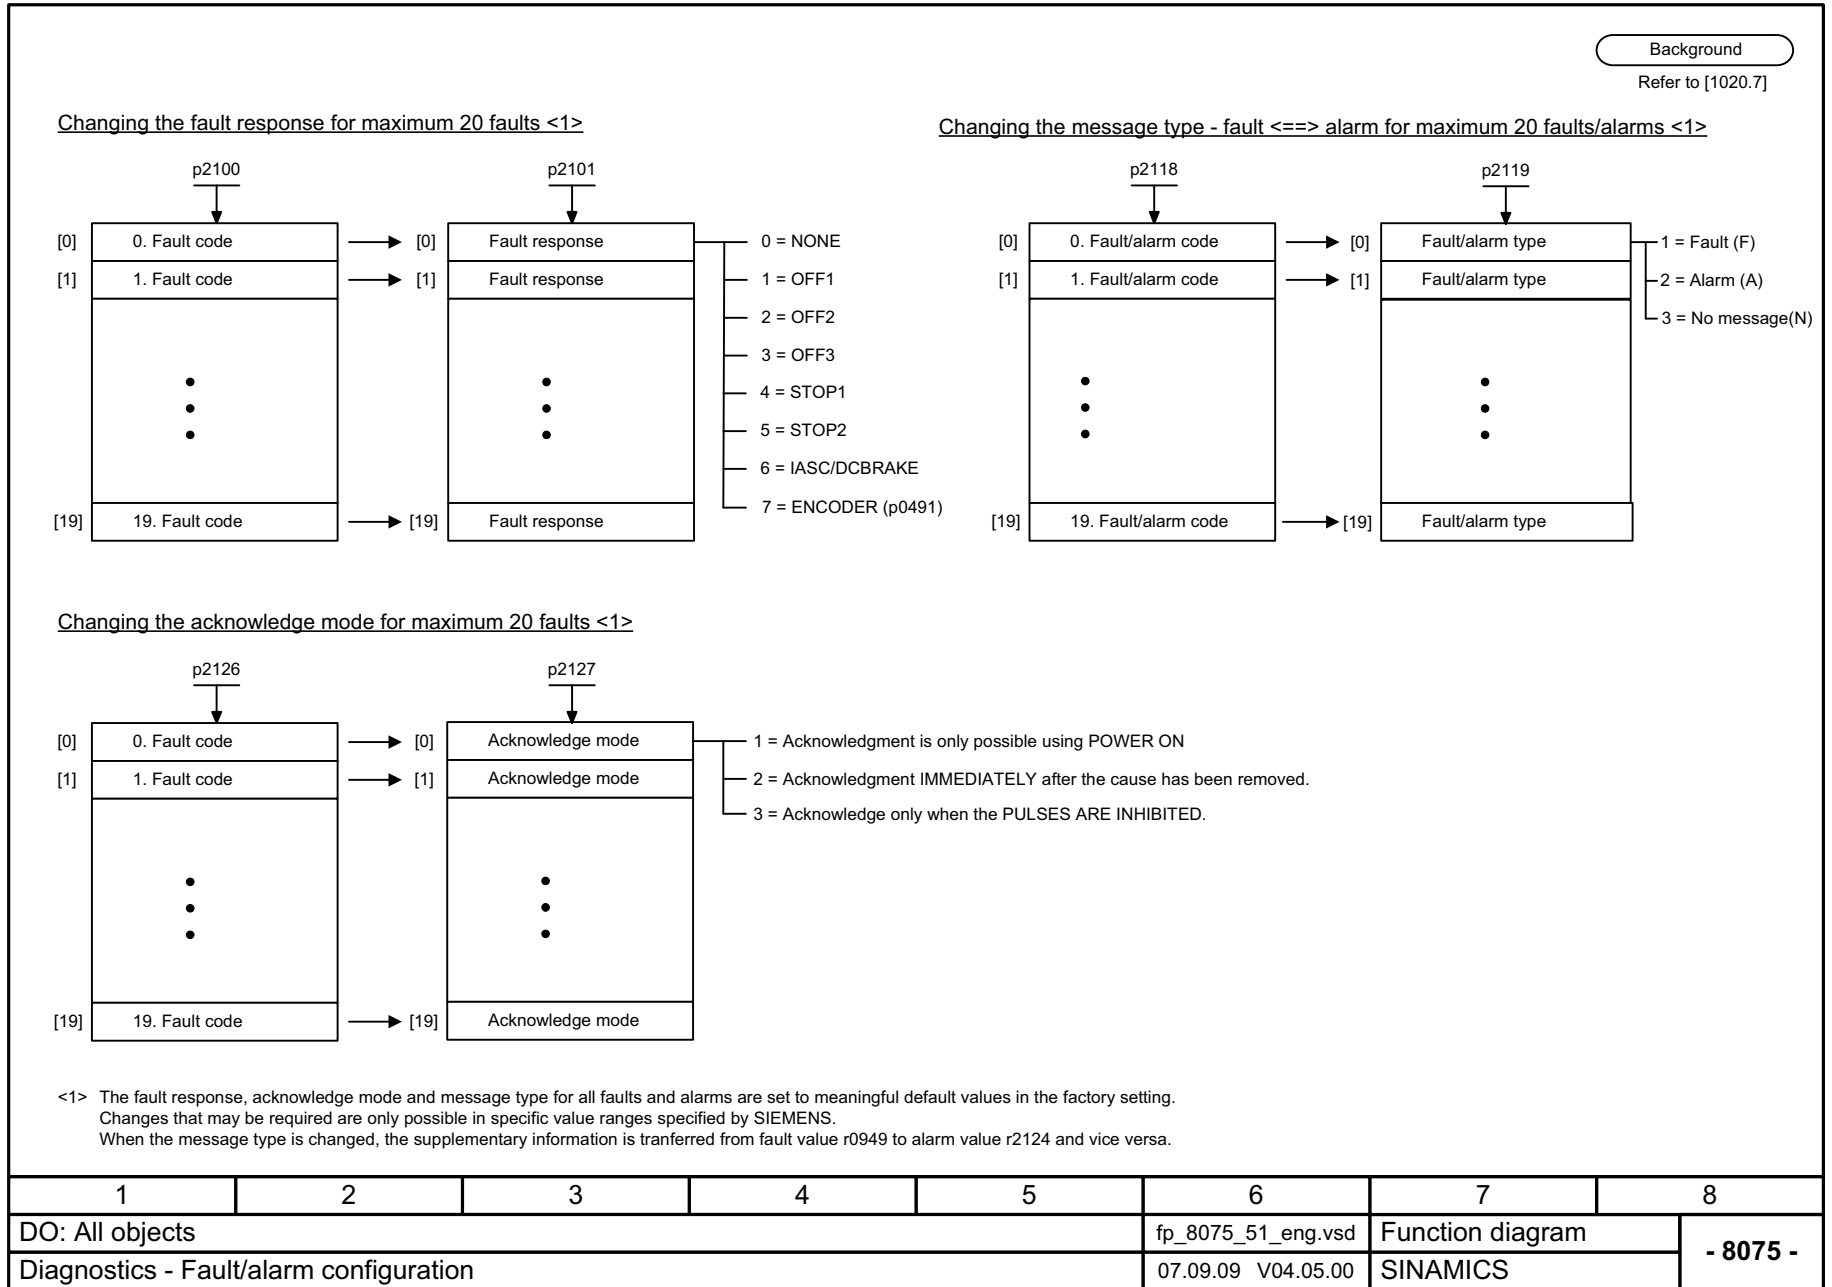 Background
Refer to [1020.7]
Changing the fault response for maximum 20 faults <1>
p2100
p2101
[0] 0. Fault code [0] Fault response 0 = NONE
[1] 1. Fault code [1] Fault response 1 = OFF1
2 = OFF2
3 = OFF3
4 = STOP1
5 = STOP2
6 = IASC/DCBRAKE
7 = ENCODER (p0491)
[19] 19. Fault code [19] Fault response
Changing the message type - fault <==> alarm for maximum 20 faults/alarms <1>
p2118
p2119
[0] 0. Fault/alarm code [0] Fault/alarm type 1 = Fault (F)
[1] 1. Fault/alarm code [1] Fault/alarm type 2 = Alarm (A)
3 = No message(N)
[19] 19. Fault/alarm code [19] Fault/alarm type
Changing the acknowledge mode for maximum 20 faults <1>
p2126
p2127
[0] 0. Fault code [0] Acknowledge mode 1 = Acknowledgment is only possible using POWER ON
[1] 1. Fault code [1] Acknowledge mode 2 = Acknowledgment IMMEDIATELY after the cause has been removed.
3 = Acknowledge only when the PULSES ARE INHIBITED.
[19] 19. Fault code [19] Acknowledge mode
<1> The fault response, acknowledge mode and message type for all faults and alarms are set to meaningful default values in the factory setting.
Changes that may be required are only possible in specific value ranges specified by SIEMENS.
When the message type is changed, the supplementary information is tranferred from fault value r0949 to alarm value r2124 and vice versa.
1 2 3 4 5 6 7 8
DO: All objects fp_8075_51_eng.vsd Function diagram - 8075 -
Diagnostics - Fault/alarm configuration 07.09.09 V04.05.00 SINAMICS